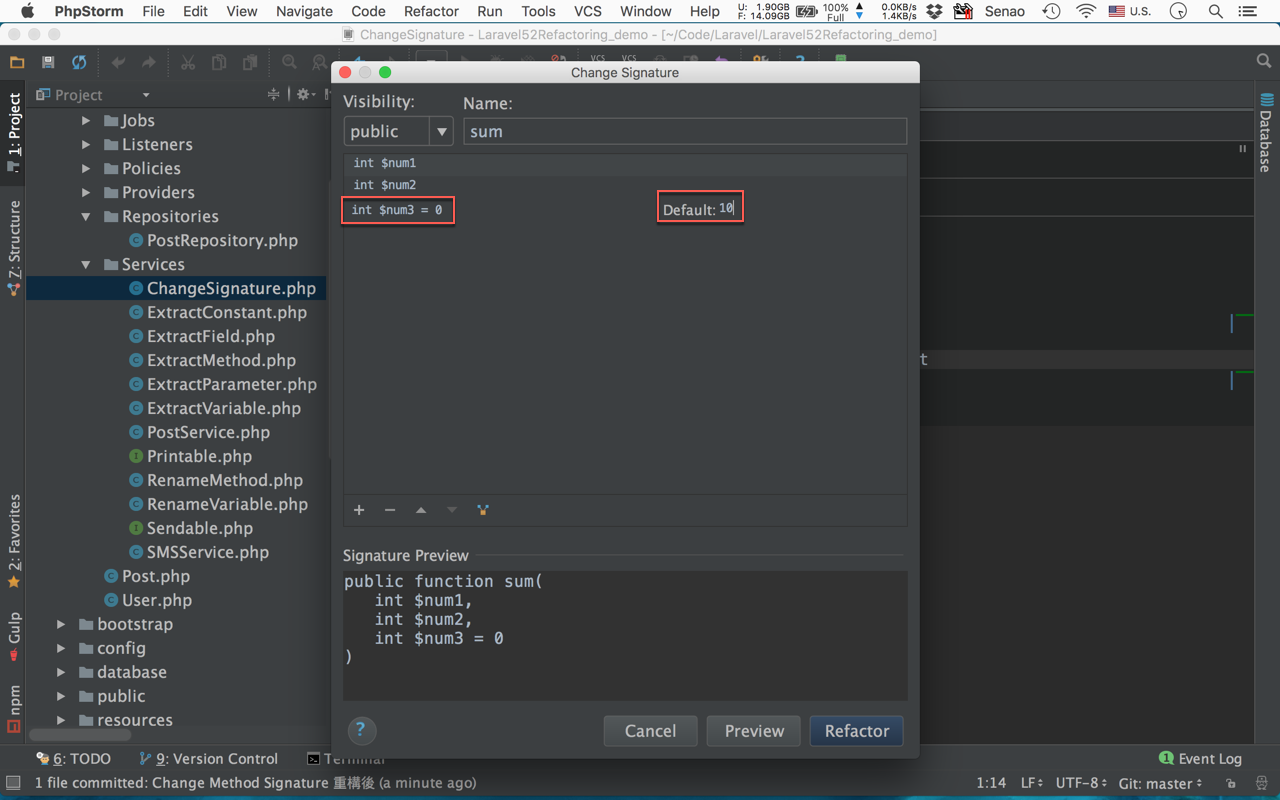 PhpStorm File Edit View Navigate Code Refactor Run Tools VCS Window Help U: 1.90GB F: 14.09GB 100% Full 0.0KB/s 1.4KB/s Senao U.S.
ChangeSignature - Laravel52Refactoring_demo - [~/Code/Laravel/Laravel52Refactoring_demo]
VCS VCS
Change Signature
1: Project
Z: Structure
2: Favorites
Gulp
npm
Project
Jobs
Listeners
Policies
Providers
Repositories
PostRepository.php
Services
ChangeSignature.php
ExtractConstant.php
ExtractField.php
ExtractMethod.php
ExtractParameter.php
ExtractVariable.php
PostService.php
Printable.php
RenameMethod.php
RenameVariable.php
Sendable.php
SMSService.php
Post.php
User.php
bootstrap
config
database
public
resources
Visibility: Name:
public sum
int $num1
int $num2
int $num3 = 0 Default: 10
Signature Preview
public function sum(
int $num1,
int $num2,
int $num3 = 0
)
? Cancel Preview Refactor
t
Database
6: TODO 9: Version Control Terminal 1 Event Log
1 file committed: Change Method Signature 重構後 (a minute ago) 1:14 LF UTF-8 Git: master